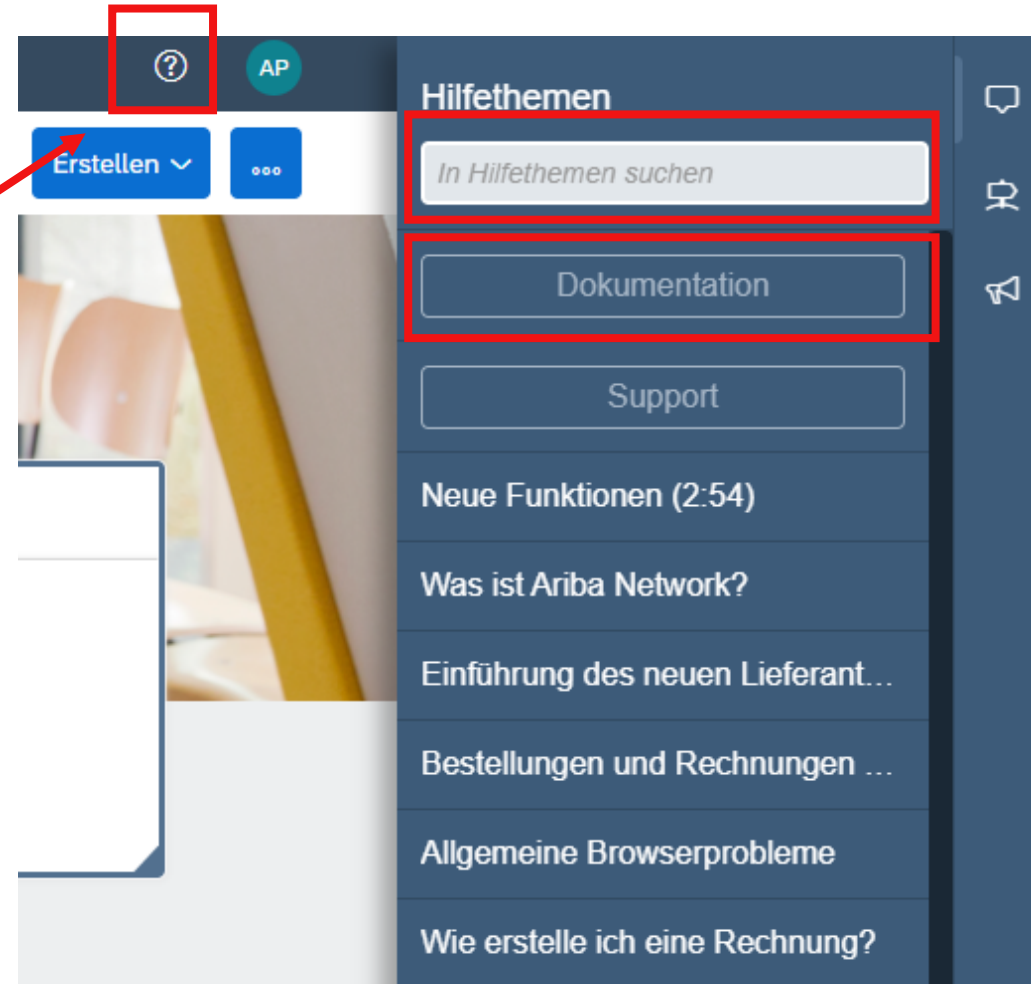 ?
AP
Erstellen
Hilfethemen
In Hilfethemen suchen
Dokumentation
Support
Neue Funktionen (2:54)
Was ist Ariba Network?
Einführung des neuen Lieferant...
Bestellungen und Rechnungen ...
Allgemeine Browserprobleme
Wie erstelle ich eine Rechnung?